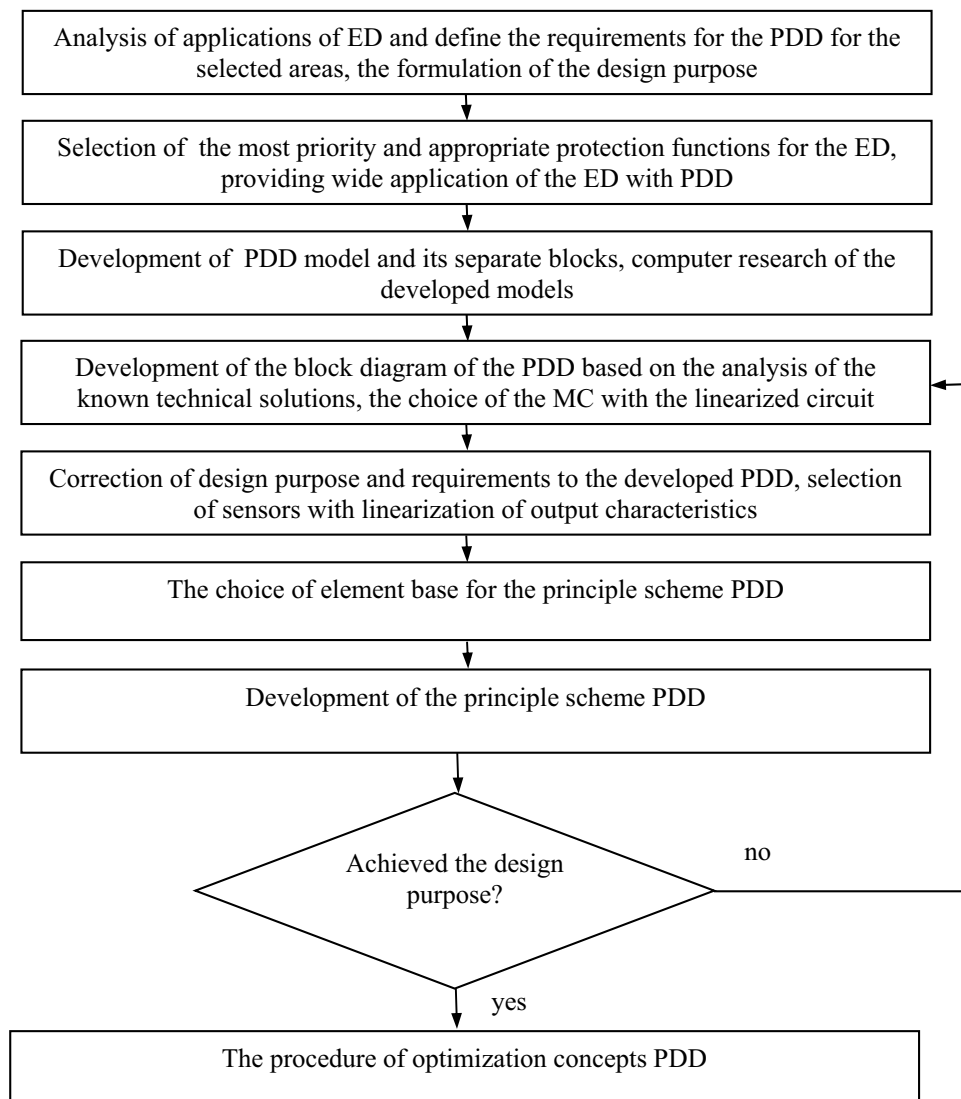 Analysis of applications of ED and define the requirements for the PDD for the
selected areas, the formulation of the design purpose
Selection of the most priority and appropriate protection functions for the ED,
providing wide application of the ED with PDD
Development of PDD model and its separate blocks, computer research of the
developed models
Development of the block diagram of the PDD based on the analysis of the
known technical solutions, the choice of the MC with the linearized circuit
Correction of design purpose and requirements to the developed PDD, selection
of sensors with linearization of output characteristics
The choice of element base for the principle scheme PDD
Development of the principle scheme PDD
Achieved the design
purpose?
no
yes
The procedure of optimization concepts PDD